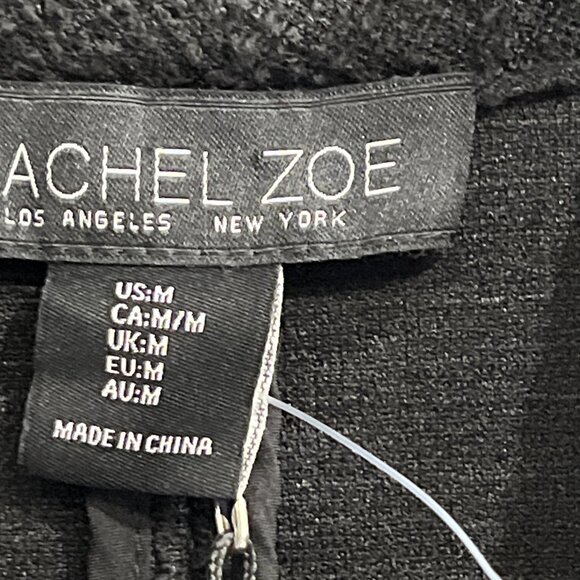 ACHEL ZOE
LOS ANGELES NEW YORK
US:M
CA:M/M
UK:M
EU:M
AU:M
MADE IN CHINA